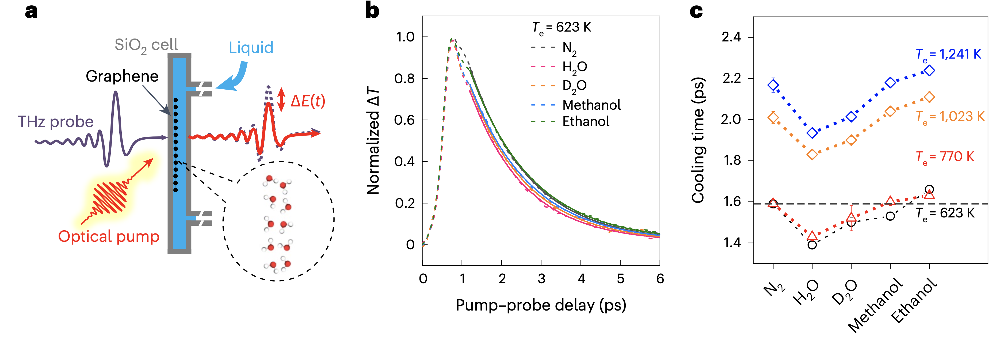 a
SiO2 cell
Liquid
Graphene
THz probe
ΔE(t)
Optical pump
b
Te = 623 K
N2
H2O
D2O
Methanol
Ethanol
Normalized ΔT
1.0
0.8
0.6
0.4
0.2
0
0 1 2 3 4 5 6
Pump–probe delay (ps)
c
Cooling time (ps)
2.4
2.2
2.0
1.8
1.6
1.4
Te = 1,241 K
Te = 1,023 K
Te = 770 K
Te = 623 K
N2
H2O
D2O
Methanol
Ethanol